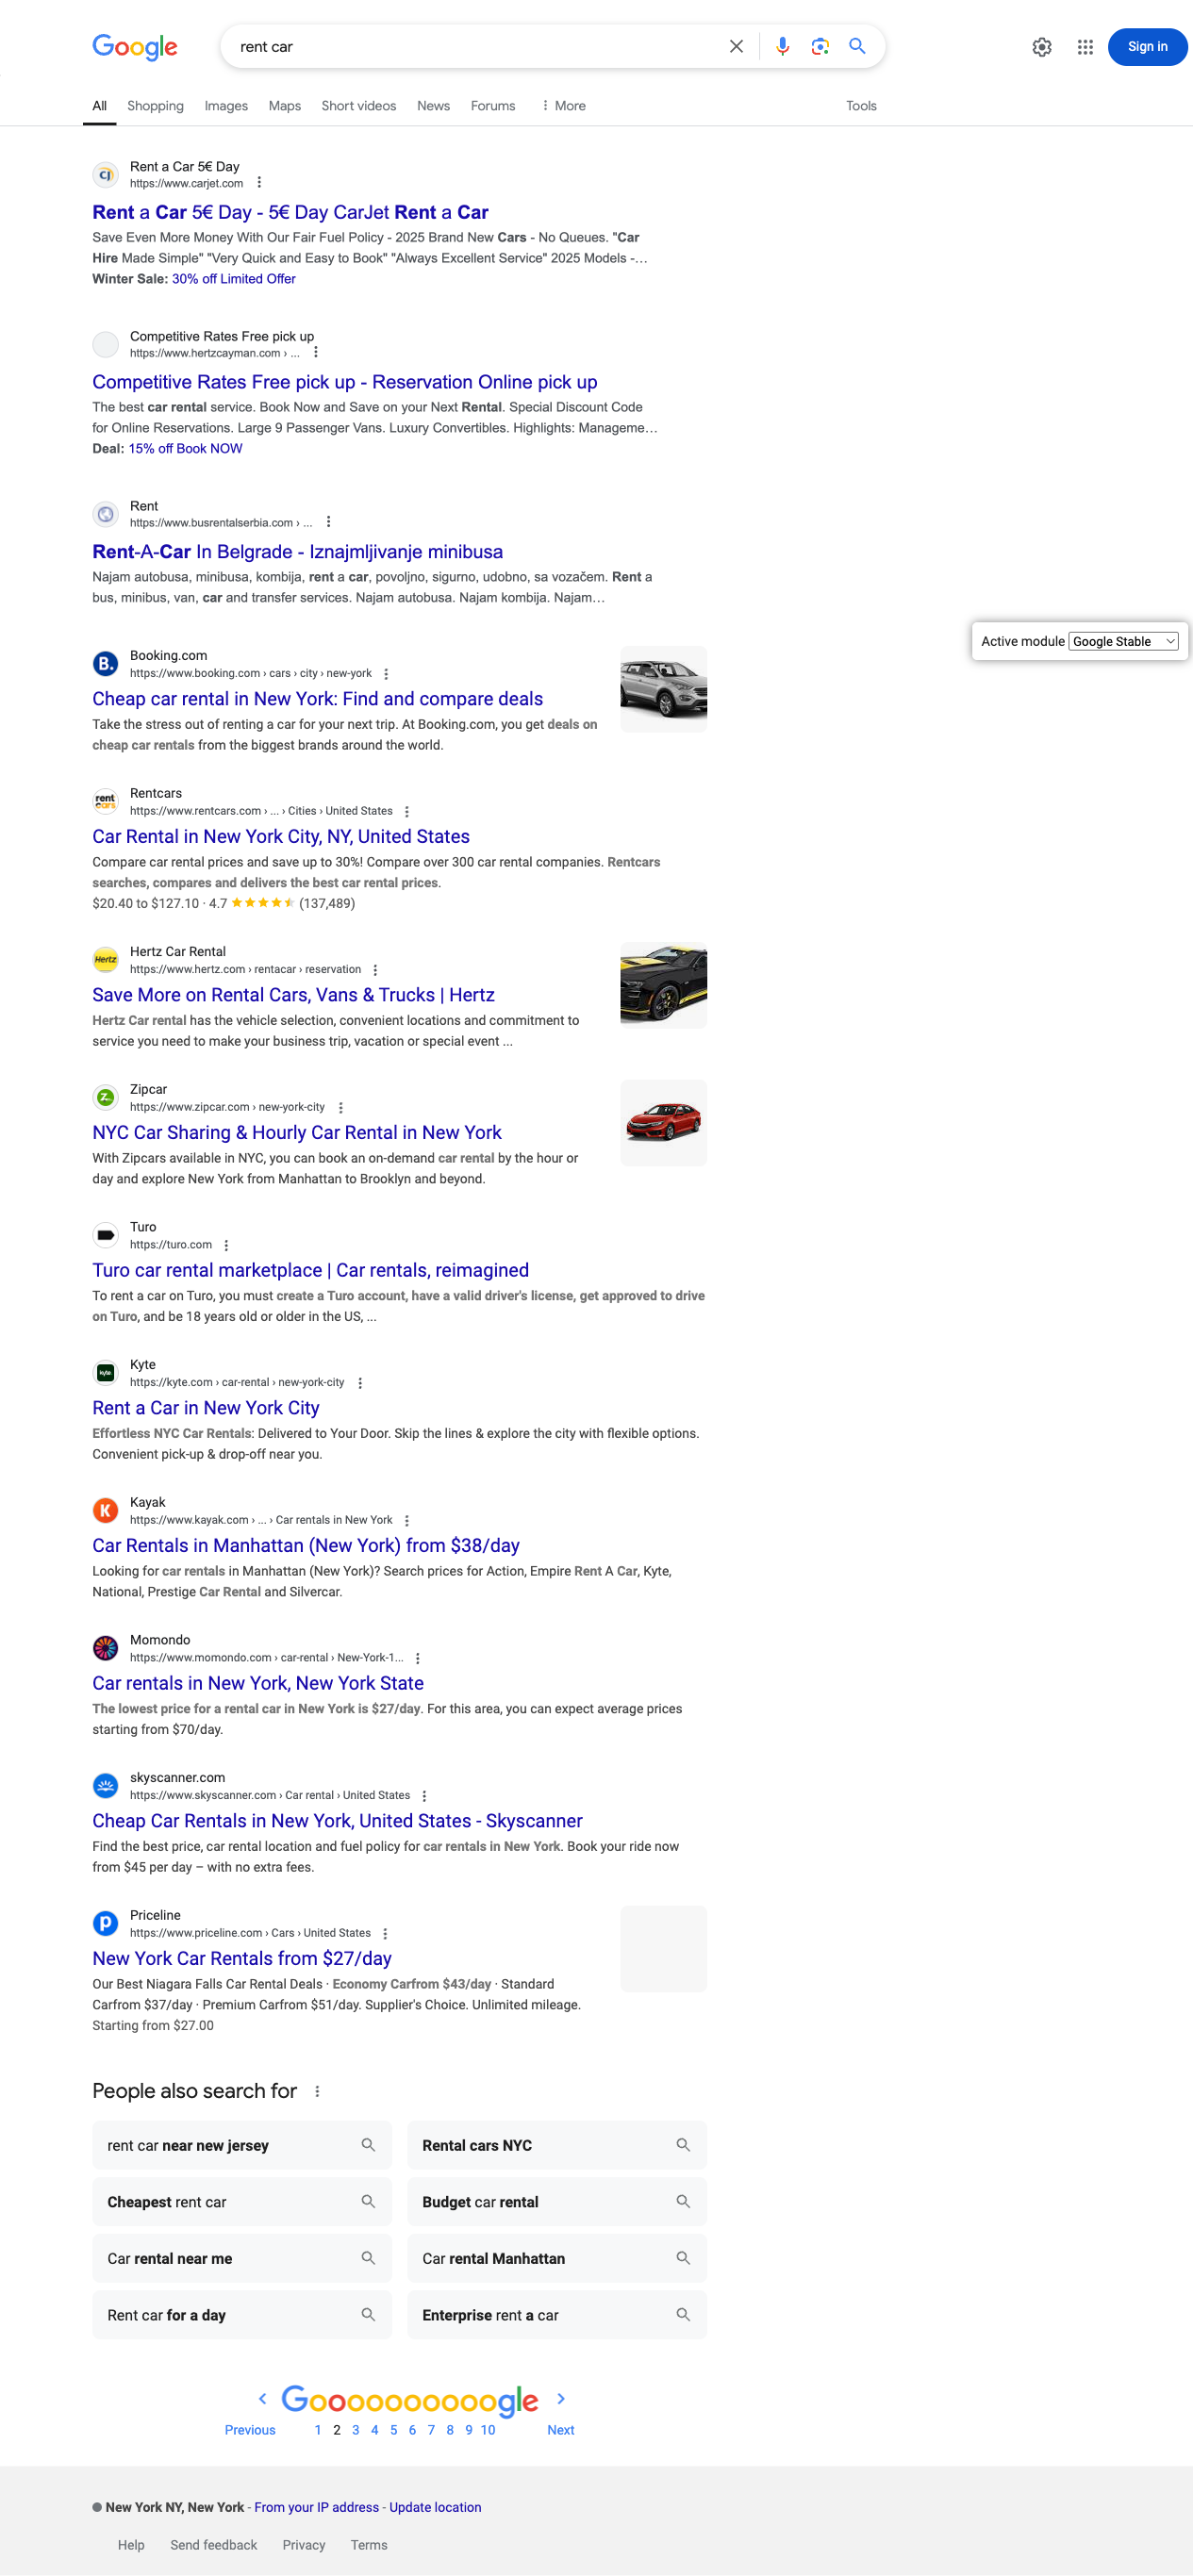 Google
rent car
Sign in
All
Shopping
Images
Maps
Short videos
News
Forums
More
Tools
Rent a Car 5€ Day
https://www.carjet.com
Rent a Car 5€ Day - 5€ Day CarJet Rent a Car
Save Even More Money With Our Fair Fuel Policy - 2025 Brand New Cars - No Queues. "Car
Hire Made Simple" "Very Quick and Easy to Book" "Always Excellent Service" 2025 Models -...
Winter Sale: 30% off Limited Offer
Competitive Rates Free pick up
https://www.hertzcayman.com › ...
Competitive Rates Free pick up - Reservation Online pick up
The best car rental service. Book Now and Save on your Next Rental. Special Discount Code
for Online Reservations. Large 9 Passenger Vans. Luxury Convertibles. Highlights: Manageme...
Deal: 15% off Book NOW
Rent
https://www.busrentalserbia.com › ...
Rent-A-Car In Belgrade - Iznajmljivanje minibusa
Najam autobusa, minibusa, kombija, rent a car, povoljno, sigurno, udobno, sa vozačem. Rent a
bus, minibus, van, car and transfer services. Najam autobusa. Najam kombija. Najam...
Active module Google Stable
B.
Booking.com
https://www.booking.com › cars › city › new-york
Cheap car rental in New York: Find and compare deals
Take the stress out of renting a car for your next trip. At Booking.com, you get deals on
cheap car rentals from the biggest brands around the world.
rent
cars
Rentcars
https://www.rentcars.com › ... › Cities › United States
Car Rental in New York City, NY, United States
Compare car rental prices and save up to 30%! Compare over 300 car rental companies. Rentcars
searches, compares and delivers the best car rental prices.
$20.40 to $127.10 · 4.7 (137,489)
Hertz
Hertz Car Rental
https://www.hertz.com › rentacar › reservation
Save More on Rental Cars, Vans & Trucks | Hertz
Hertz Car rental has the vehicle selection, convenient locations and commitment to
service you need to make your business trip, vacation or special event ...
Z
Zipcar
https://www.zipcar.com › new-york-city
NYC Car Sharing & Hourly Car Rental in New York
With Zipcars available in NYC, you can book an on-demand car rental by the hour or
day and explore New York from Manhattan to Brooklyn and beyond.
Turo
https://turo.com
Turo car rental marketplace | Car rentals, reimagined
To rent a car on Turo, you must create a Turo account, have a valid driver's license, get approved to drive
on Turo, and be 18 years old or older in the US, ...
kyte
Kyte
https://kyte.com › car-rental › new-york-city
Rent a Car in New York City
Effortless NYC Car Rentals: Delivered to Your Door. Skip the lines & explore the city with flexible options.
Convenient pick-up & drop-off near you.
K
Kayak
https://www.kayak.com › ... › Car rentals in New York
Car Rentals in Manhattan (New York) from $38/day
Looking for car rentals in Manhattan (New York)? Search prices for Action, Empire Rent A Car, Kyte,
National, Prestige Car Rental and Silvercar.
Momondo
https://www.momondo.com › car-rental › New-York-1...
Car rentals in New York, New York State
The lowest price for a rental car in New York is $27/day. For this area, you can expect average prices
starting from $70/day.
skyscanner.com
https://www.skyscanner.com › Car rental › United States
Cheap Car Rentals in New York, United States - Skyscanner
Find the best price, car rental location and fuel policy for car rentals in New York. Book your ride now
from $45 per day – with no extra fees.
p
Priceline
https://www.priceline.com › Cars › United States
New York Car Rentals from $27/day
Our Best Niagara Falls Car Rental Deals · Economy Carfrom $43/day · Standard
Carfrom $37/day · Premium Carfrom $51/day. Supplier's Choice. Unlimited mileage.
Starting from $27.00
People also search for
rent car near new jersey
Rental cars NYC
Cheapest rent car
Budget car rental
Car rental near me
Car rental Manhattan
Rent car for a day
Enterprise rent a car
Goooooooooogle
Previous 1 2 3 4 5 6 7 8 9 10 Next
New York NY, New York - From your IP address - Update location
Help Send feedback Privacy Terms